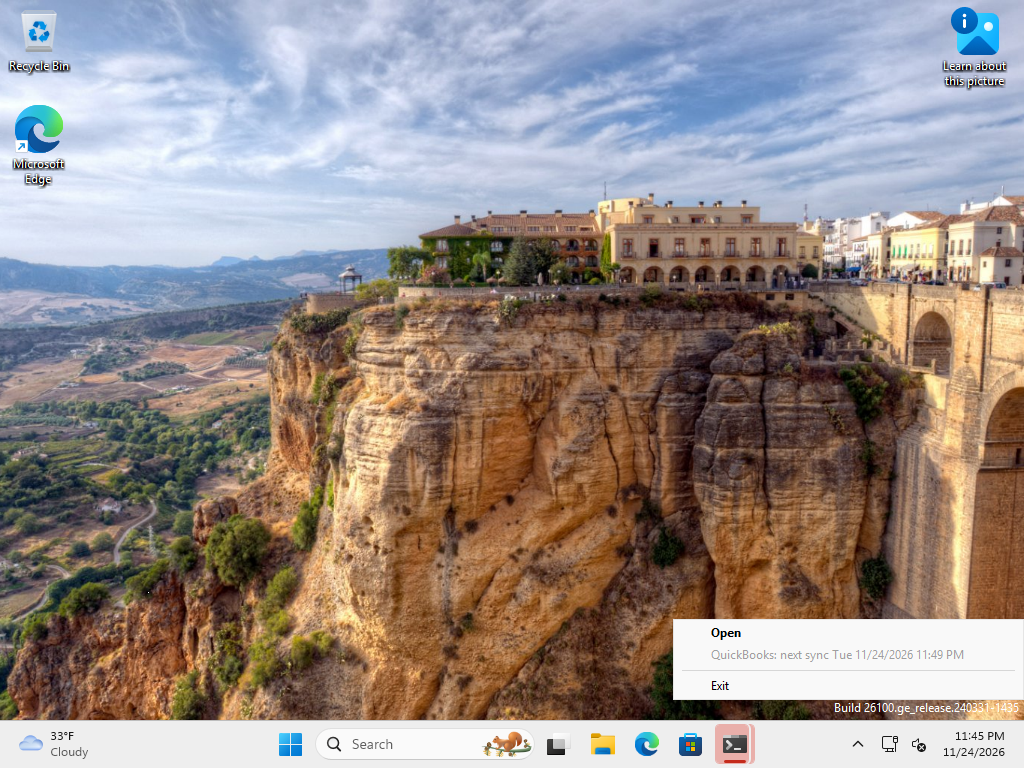 Recycle Bin
Learn about
this picture
Microsoft
Edge
Open
QuickBooks: next sync Tue 11/24/2026 11:49 PM
Exit
Build 26100.ge_release.240331-1435
33°F
Cloudy
Search
11:45 PM
11/24/2026